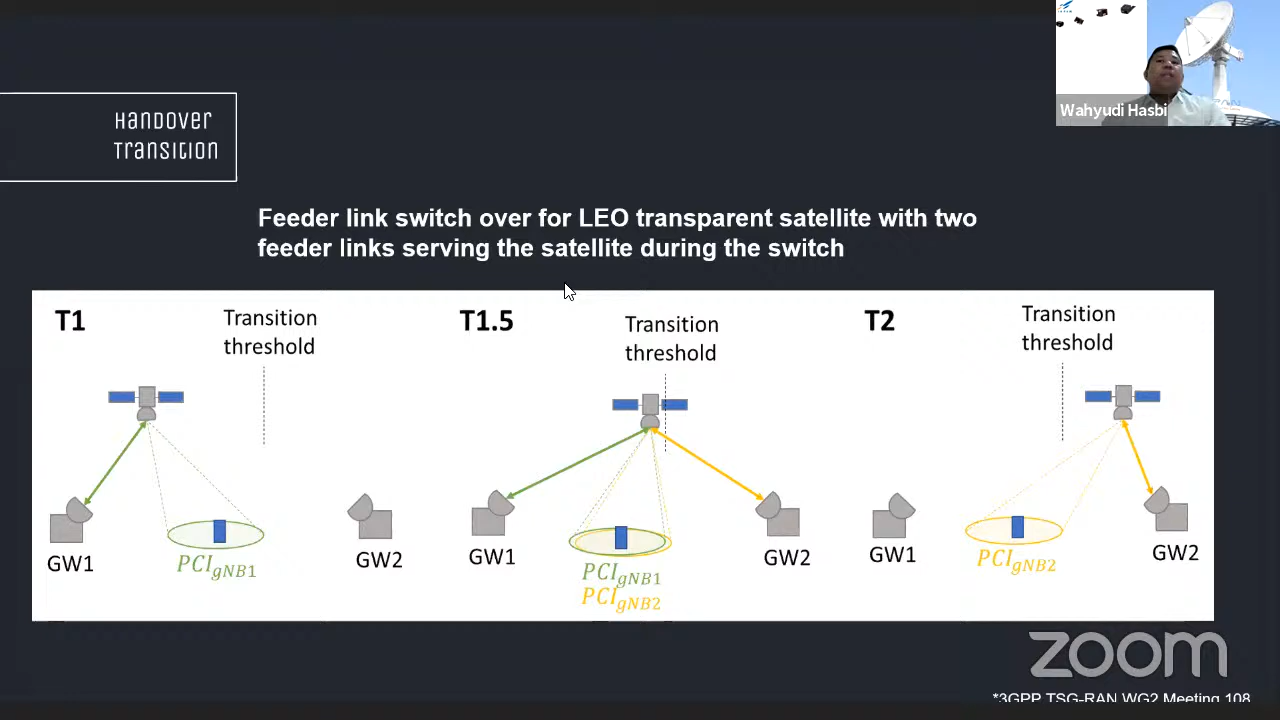 Wahyudi Hasbi
Handover
Transition
Feeder link switch over for LEO transparent satellite with two
feeder links serving the satellite during the switch
T1
Transition
threshold
GW1
PCIgNB1
GW2
T1.5
Transition
threshold
GW1
PCIgNB1
PCIgNB2
GW2
T2
Transition
threshold
GW1
PCIgNB2
GW2
zoom
*3GPP TSG-RAN WG2 Meeting 108